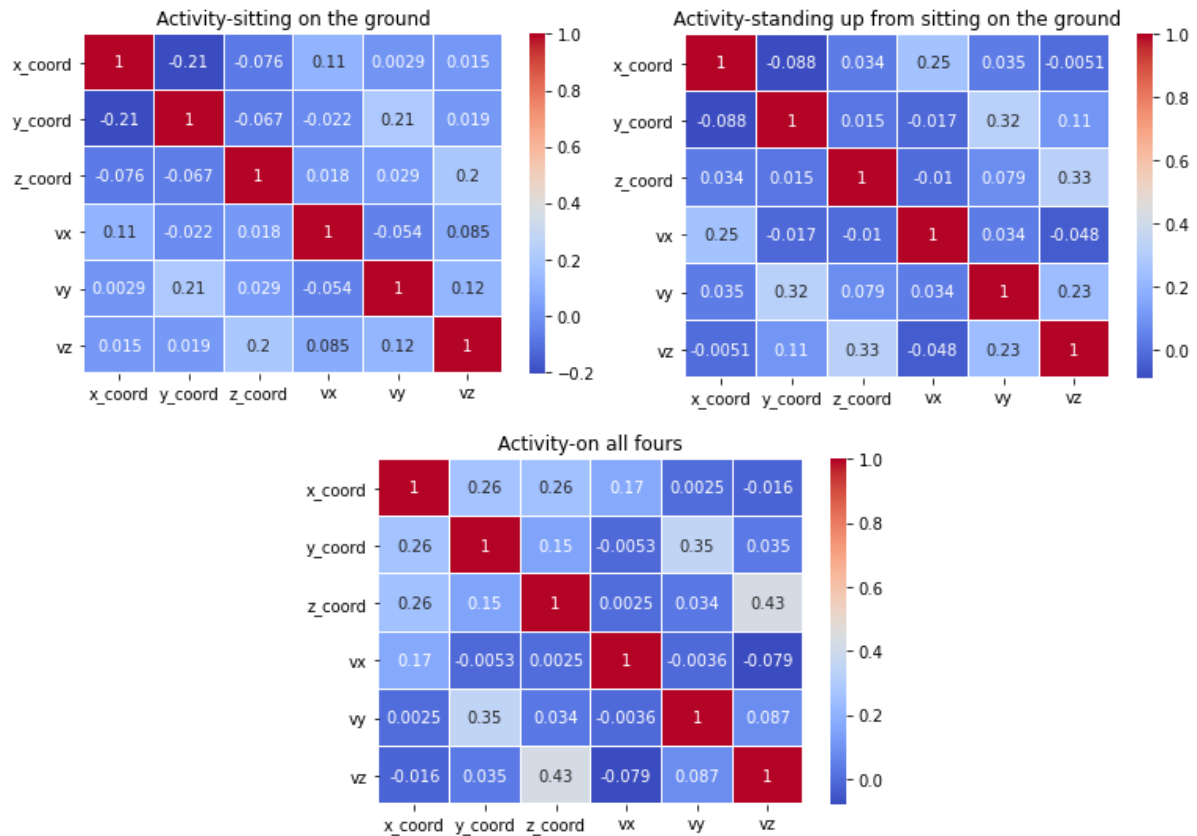 Activity-sitting on the ground
x_coord 1 -0.21 -0.076 0.11 0.0029 0.015
y_coord -0.21 1 -0.067 -0.022 0.21 0.019
z_coord -0.076 -0.067 1 0.018 0.029 0.2
vx 0.11 -0.022 0.018 1 -0.054 0.085
vy 0.0029 0.21 0.029 -0.054 1 0.12
vz 0.015 0.019 0.2 0.085 0.12 1
x_coord y_coord z_coord vx vy vz
1.0
0.8
0.6
0.4
0.2
0.0
−0.2
Activity-standing up from sitting on the ground
x_coord 1 -0.088 0.034 0.25 0.035 -0.0051
y_coord -0.088 1 0.015 -0.017 0.32 0.11
z_coord 0.034 0.015 1 -0.01 0.079 0.33
vx 0.25 -0.017 -0.01 1 0.034 -0.048
vy 0.035 0.32 0.079 0.034 1 0.23
vz -0.0051 0.11 0.33 -0.048 0.23 1
x_coord y_coord z_coord vx vy vz
1.0
0.8
0.6
0.4
0.2
0.0
Activity-on all fours
x_coord 1 0.26 0.26 0.17 0.0025 -0.016
y_coord 0.26 1 0.15 -0.0053 0.35 0.035
z_coord 0.26 0.15 1 0.0025 0.034 0.43
vx 0.17 -0.0053 0.0025 1 -0.0036 -0.079
vy 0.0025 0.35 0.034 -0.0036 1 0.087
vz -0.016 0.035 0.43 -0.079 0.087 1
x_coord y_coord z_coord vx vy vz
1.0
0.8
0.6
0.4
0.2
0.0